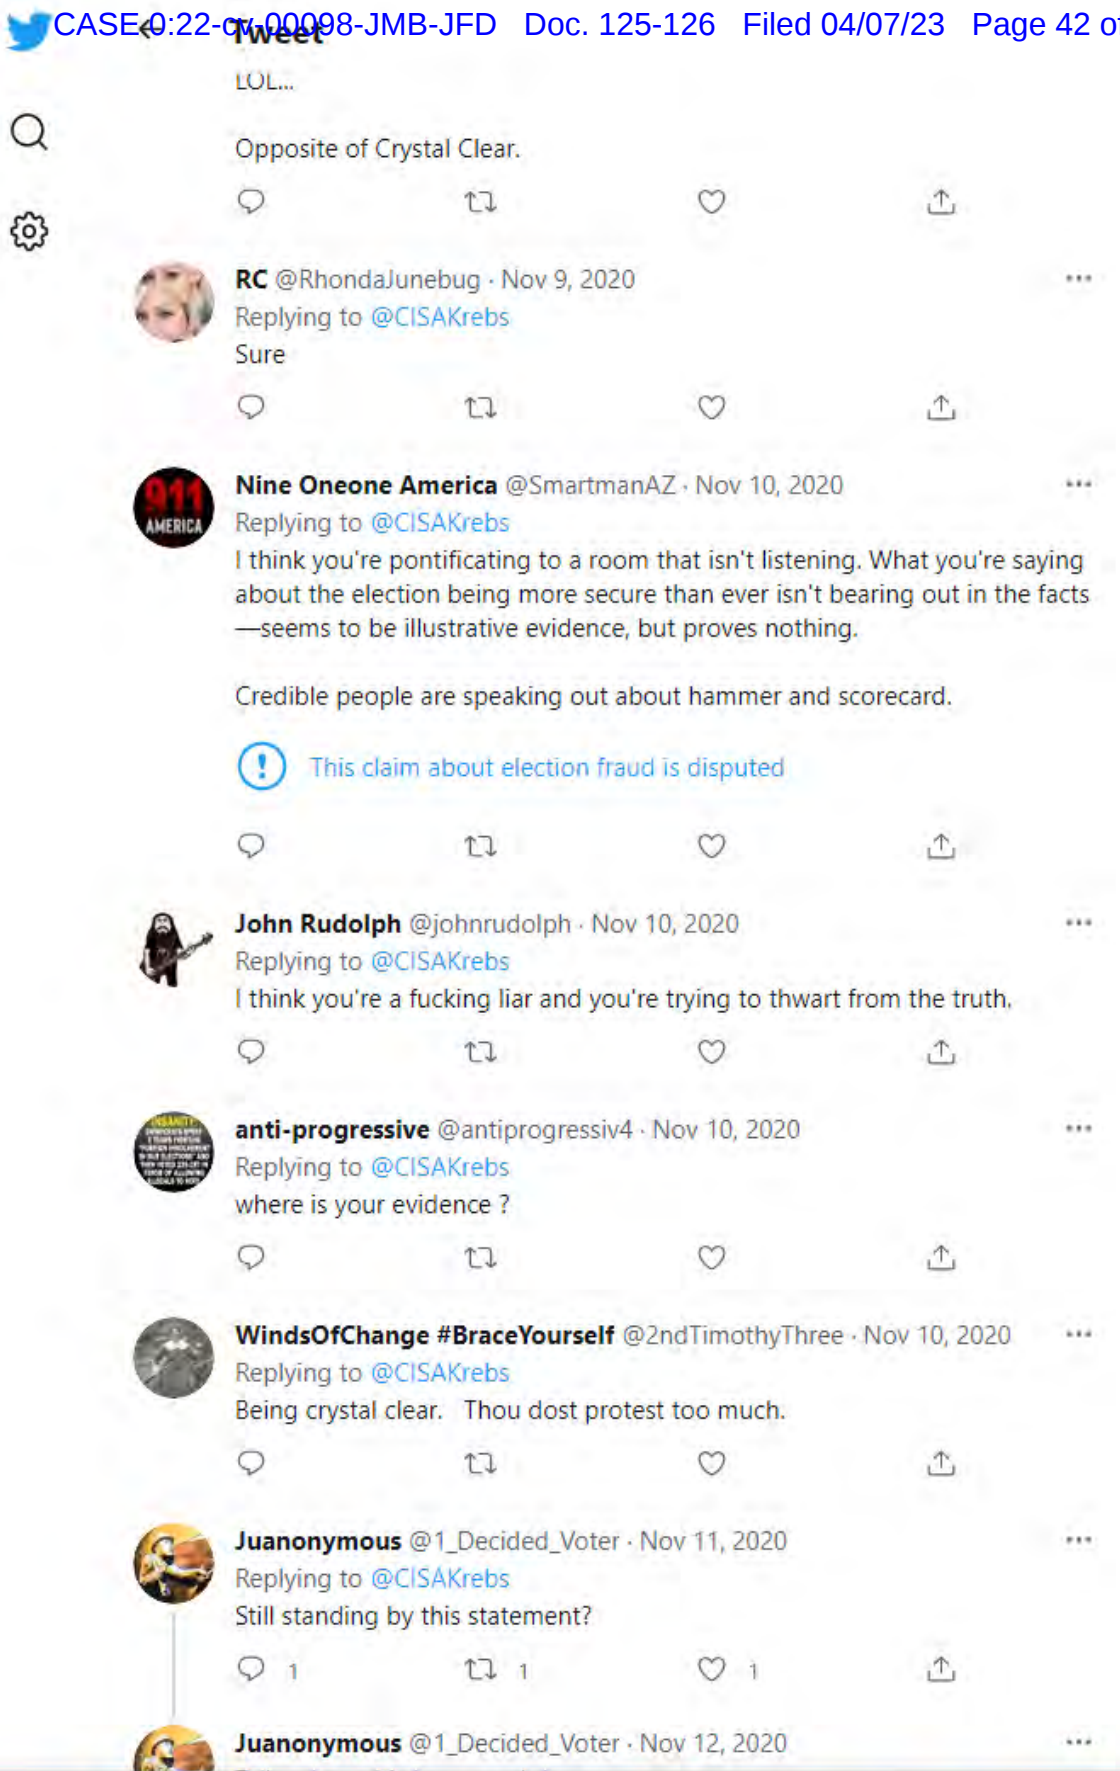 CASE 0:22-cv-00098-JMB-JFD Doc. 125-126 Filed 04/07/23 Page 42 o
Tweet
LOL...
Opposite of Crystal Clear.
RC @RhondaJunebug · Nov 9, 2020
Replying to @CISAKrebs
Sure
911
AMERICA
Nine Oneone America @SmartmanAZ · Nov 10, 2020
Replying to @CISAKrebs
I think you're pontificating to a room that isn't listening. What you're saying
about the election being more secure than ever isn't bearing out in the facts
—seems to be illustrative evidence, but proves nothing.
Credible people are speaking out about hammer and scorecard.
This claim about election fraud is disputed
John Rudolph @johnrudolph · Nov 10, 2020
Replying to @CISAKrebs
I think you're a fucking liar and you're trying to thwart from the truth.
anti-progressive @antiprogressiv4 · Nov 10, 2020
Replying to @CISAKrebs
where is your evidence ?
WindsOfChange #BraceYourself @2ndTimothyThree · Nov 10, 2020
Replying to @CISAKrebs
Being crystal clear. Thou dost protest too much.
Juanonymous @1_Decided_Voter · Nov 11, 2020
Replying to @CISAKrebs
Still standing by this statement?
1 1 1
Juanonymous @1_Decided_Voter · Nov 12, 2020